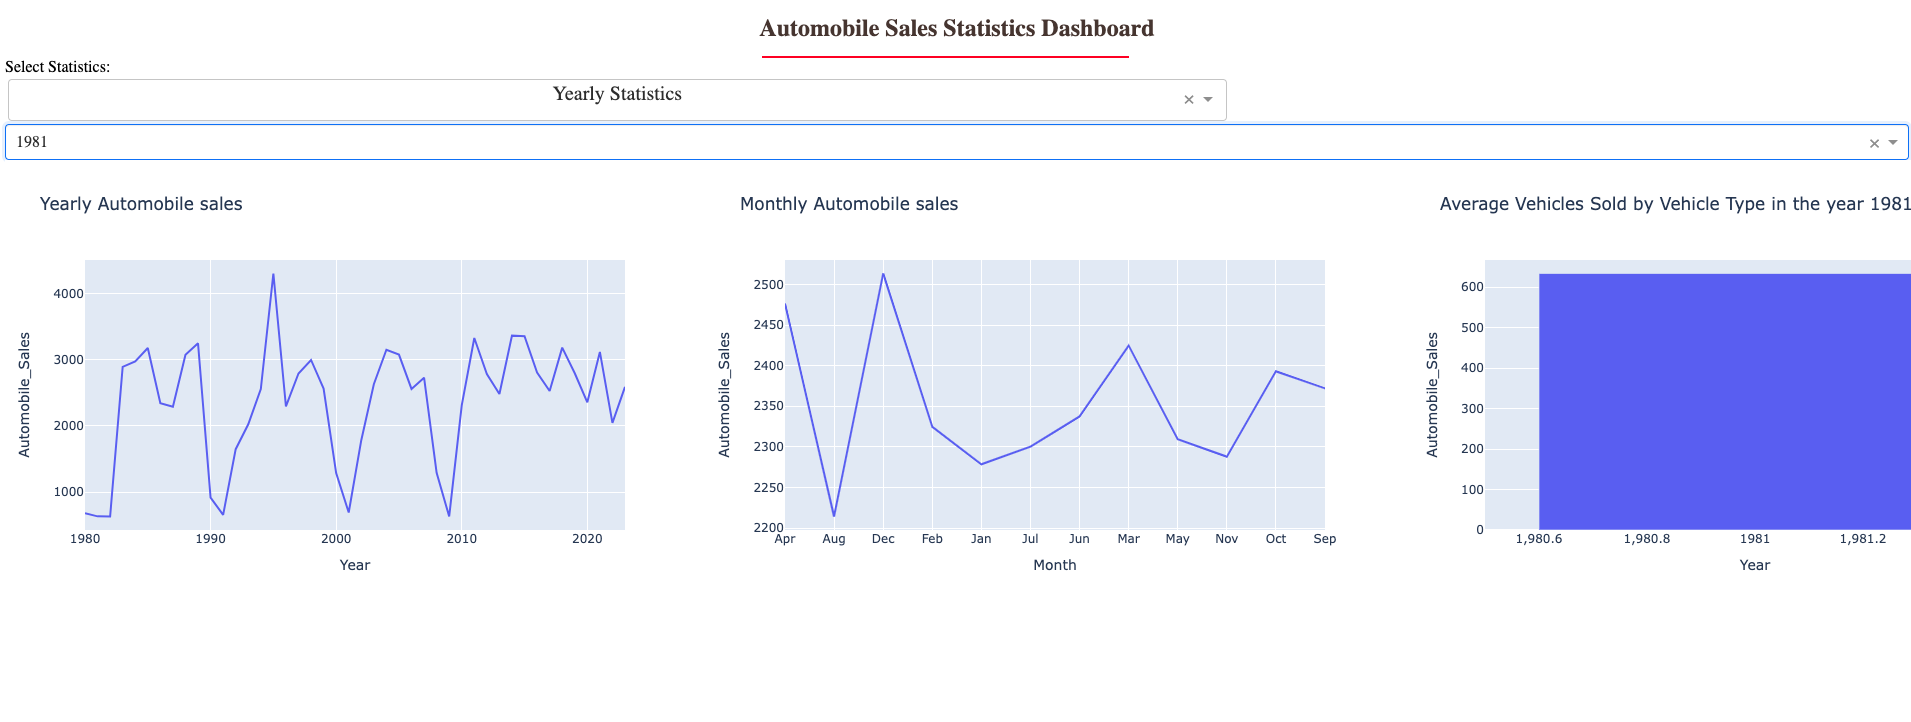 Automobile Sales Statistics Dashboard
Select Statistics:
Yearly Statistics
×
1981
×
Yearly Automobile sales
Automobile_Sales
4000
3000
2000
1000
1980 1990 2000 2010 2020
Year
Monthly Automobile sales
Automobile_Sales
2500
2450
2400
2350
2300
2250
2200
Apr Aug Dec Feb Jan Jul Jun Mar May Nov Oct Sep
Month
Average Vehicles Sold by Vehicle Type in the year 1981
Automobile_Sales
600
500
400
300
200
100
0
1,980.6 1,980.8 1981 1,981.2
Year